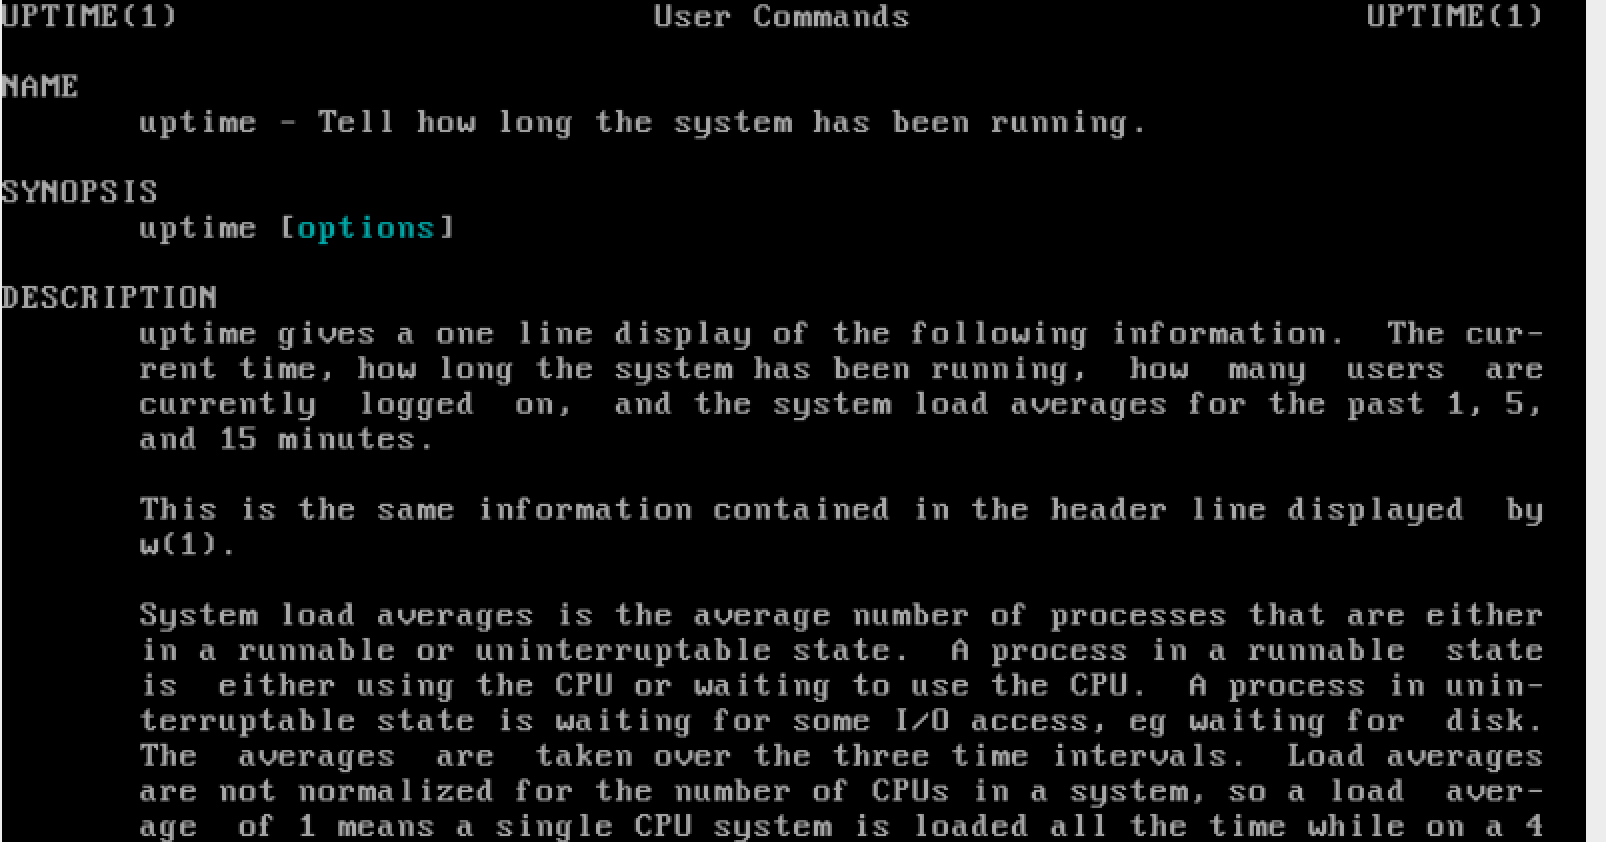 UPTIME(1) User Commands UPTIME(1)
NAME
uptime - Tell how long the system has been running.
SYNOPSIS
uptime [options]
DESCRIPTION
uptime gives a one line display of the following information.  The cur-
rent time, how long the system has been running,  how  many  users  are
currently  logged  on,  and the system load averages for the past 1, 5,
and 15 minutes.
This is the same information contained in the header line displayed  by
w(1).
System load averages is the average number of processes that are either
in a runnable or uninterruptable state.  A process in a runnable  state
is  either using the CPU or waiting to use the CPU.  A process in unin-
terruptable state is waiting for some I/O access, eg waiting for  disk.
The  averages  are  taken over the three time intervals.  Load averages
are not normalized for the number of CPUs in a system, so a load  aver-
age  of 1 means a single CPU system is loaded all the time while on a 4